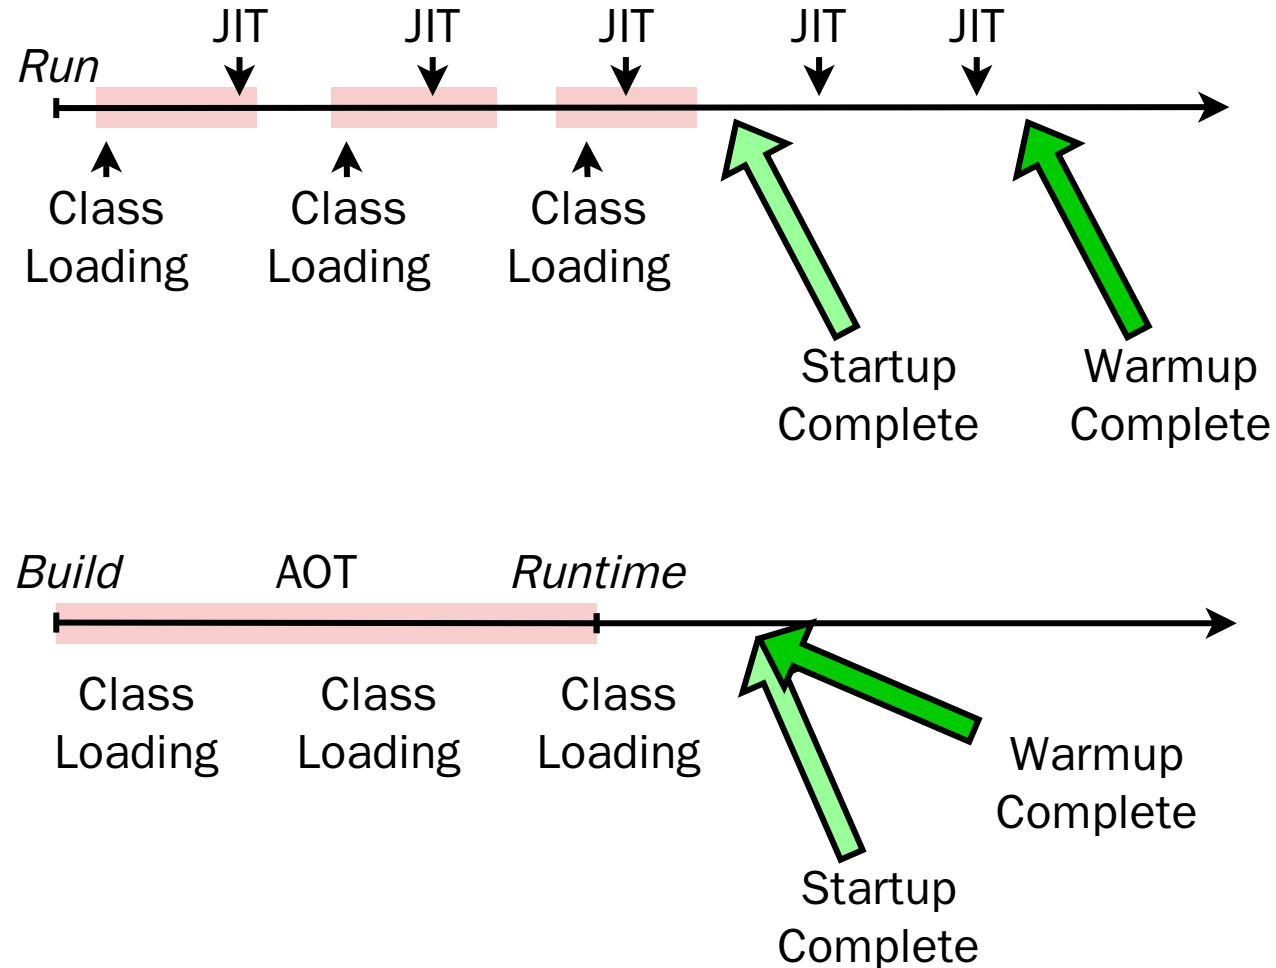 JIT JIT JIT JIT JIT
Run
Class Class Class
Loading Loading Loading
Startup Warmup
Complete Complete
Build AOT Runtime
Class Class Class
Loading Loading Loading
Warmup
Complete
Startup
Complete